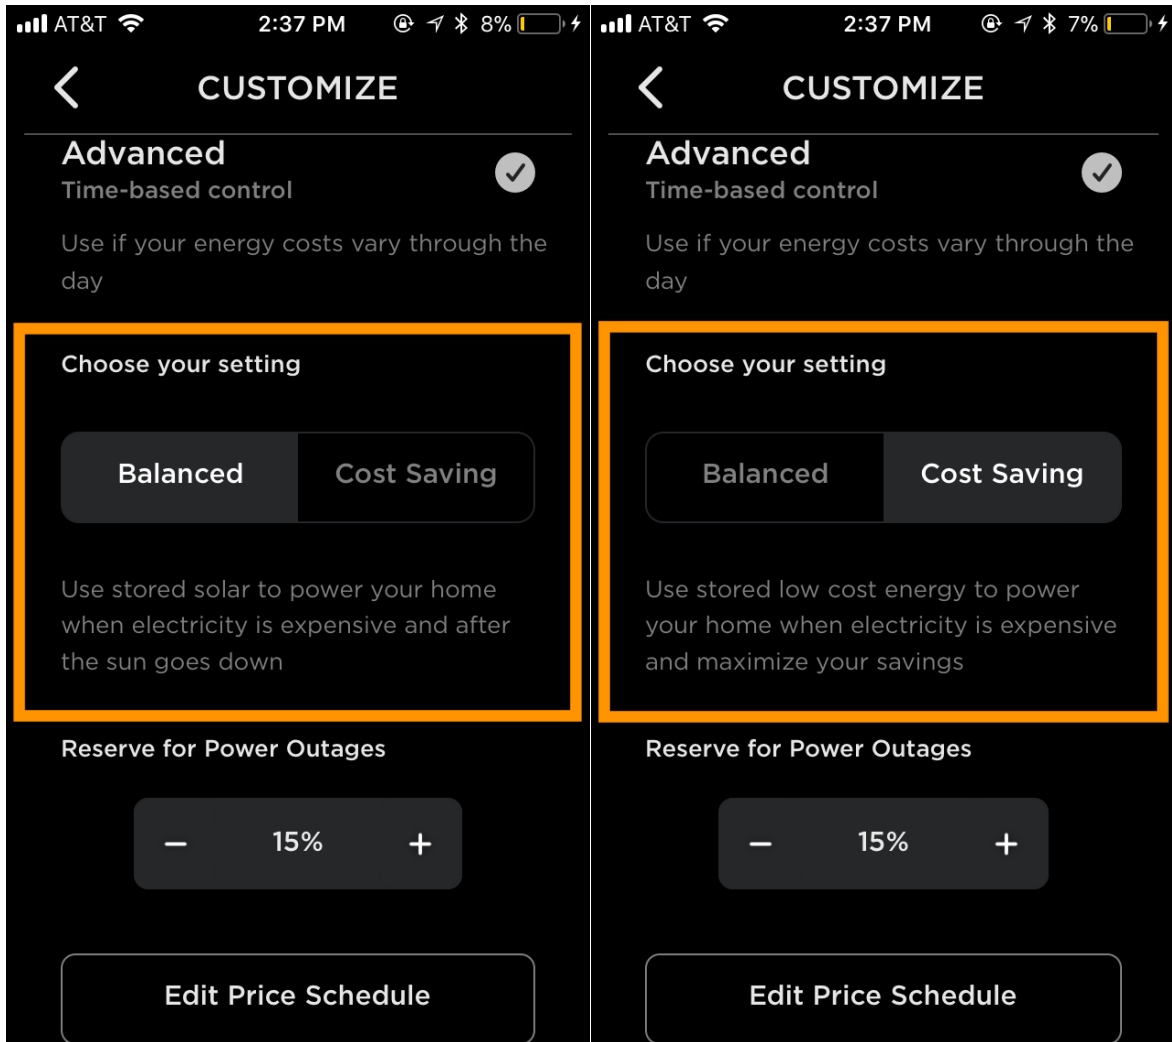 AT&T 2:37 PM 8%
CUSTOMIZE
Advanced
Time-based control
Use if your energy costs vary through the
day
Choose your setting
Balanced Cost Saving
Use stored solar to power your home
when electricity is expensive and after
the sun goes down
Reserve for Power Outages
− 15% +
Edit Price Schedule
AT&T 2:37 PM 7%
CUSTOMIZE
Advanced
Time-based control
Use if your energy costs vary through the
day
Choose your setting
Balanced Cost Saving
Use stored low cost energy to power
your home when electricity is expensive
and maximize your savings
Reserve for Power Outages
− 15% +
Edit Price Schedule